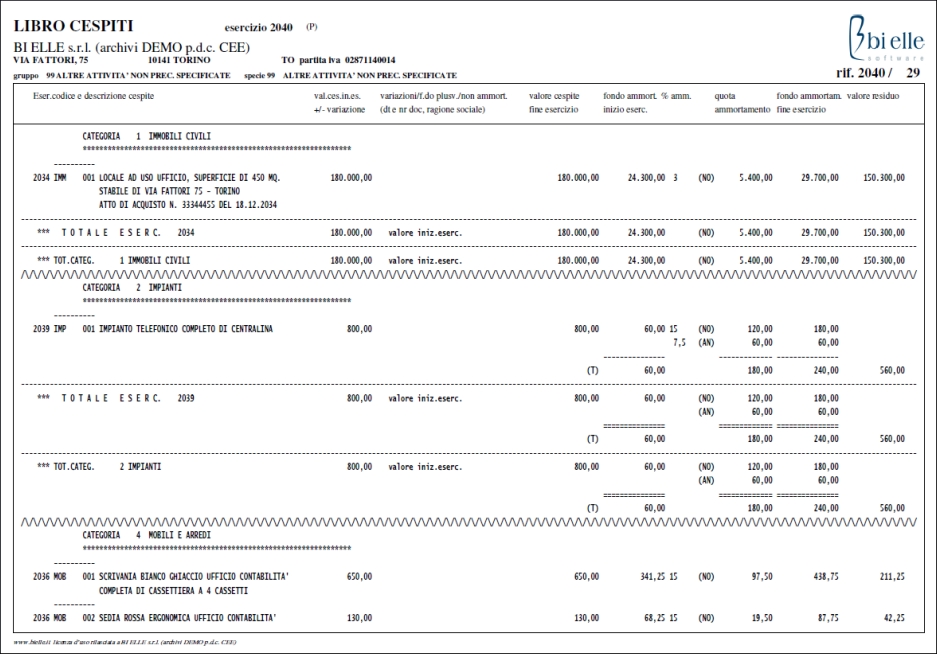 LIBRO CESPITI esercizio 2040 (P)
BI ELLE s.r.l. (archivi DEMO p.d.c. CEE)
VIA FATTORI, 75 10141 TORINO TO partita iva 02871140014
gruppo 99 ALTRE ATTIVITA' NON PREC. SPECIFICATE specie 99 ALTRE ATTIVITA' NON PREC. SPECIFICATE
bi elle
software
rif. 2040 / 29
Eser.codice e descrizione cespite val.ces.in.es. variazioni/f.do plusv./non ammort. valore cespite fondo ammort. % amm. quota fondo ammortam. valore residuo
+/- variazione (dt e nr doc, ragione sociale) fine esercizio inizio eserc. ammortamento fine esercizio
CATEGORIA 1 IMMOBILI CIVILI
*****************************************************************
----------
2034 IMM 001 LOCALE AD USO UFFICIO, SUPERFICIE DI 450 MQ. 180.000,00 180.000,00 24.300,00 3 (NO) 5.400,00 29.700,00 150.300,00
STABILE DI VIA FATTORI 75 - TORINO
ATTO DI ACQUISTO N. 33344455 DEL 18.12.2034
*** T O T A L E E S E R C. 2034 180.000,00 valore iniz.eserc. 180.000,00 24.300,00 (NO) 5.400,00 29.700,00 150.300,00
*** TOT.CATEG. 1 IMMOBILI CIVILI 180.000,00 valore iniz.eserc. 180.000,00 24.300,00 (NO) 5.400,00 29.700,00 150.300,00
CATEGORIA 2 IMPIANTI
*****************************************************************
----------
2039 IMP 001 IMPIANTO TELEFONICO COMPLETO DI CENTRALINA 800,00 800,00 60,00 15 (NO) 120,00 180,00
7,5 (AN) 60,00 60,00
--------------- ------------- ---------------
(T) 60,00 180,00 240,00 560,00
*** T O T A L E E S E R C. 2039 800,00 valore iniz.eserc. 800,00 60,00 (NO) 120,00 180,00
(AN) 60,00 60,00
=============== ============= ===============
(T) 60,00 180,00 240,00 560,00
*** TOT.CATEG. 2 IMPIANTI 800,00 valore iniz.eserc. 800,00 60,00 (NO) 120,00 180,00
(AN) 60,00 60,00
=============== ============= ===============
(T) 60,00 180,00 240,00 560,00
CATEGORIA 4 MOBILI E ARREDI
*****************************************************************
----------
2036 MOB 001 SCRIVANIA BIANCO GHIACCIO UFFICIO CONTABILITA' 650,00 650,00 341,25 15 (NO) 97,50 438,75 211,25
COMPLETA DI CASSETTIERA A 4 CASSETTI
----------
2036 MOB 002 SEDIA ROSSA ERGONOMICA UFFICIO CONTABILITA' 130,00 130,00 68,25 15 (NO) 19,50 87,75 42,25
www.bielle.it licenza d'uso rilasciata a BI ELLE s.r.l. (archivi DEMO p.d.c. CEE)